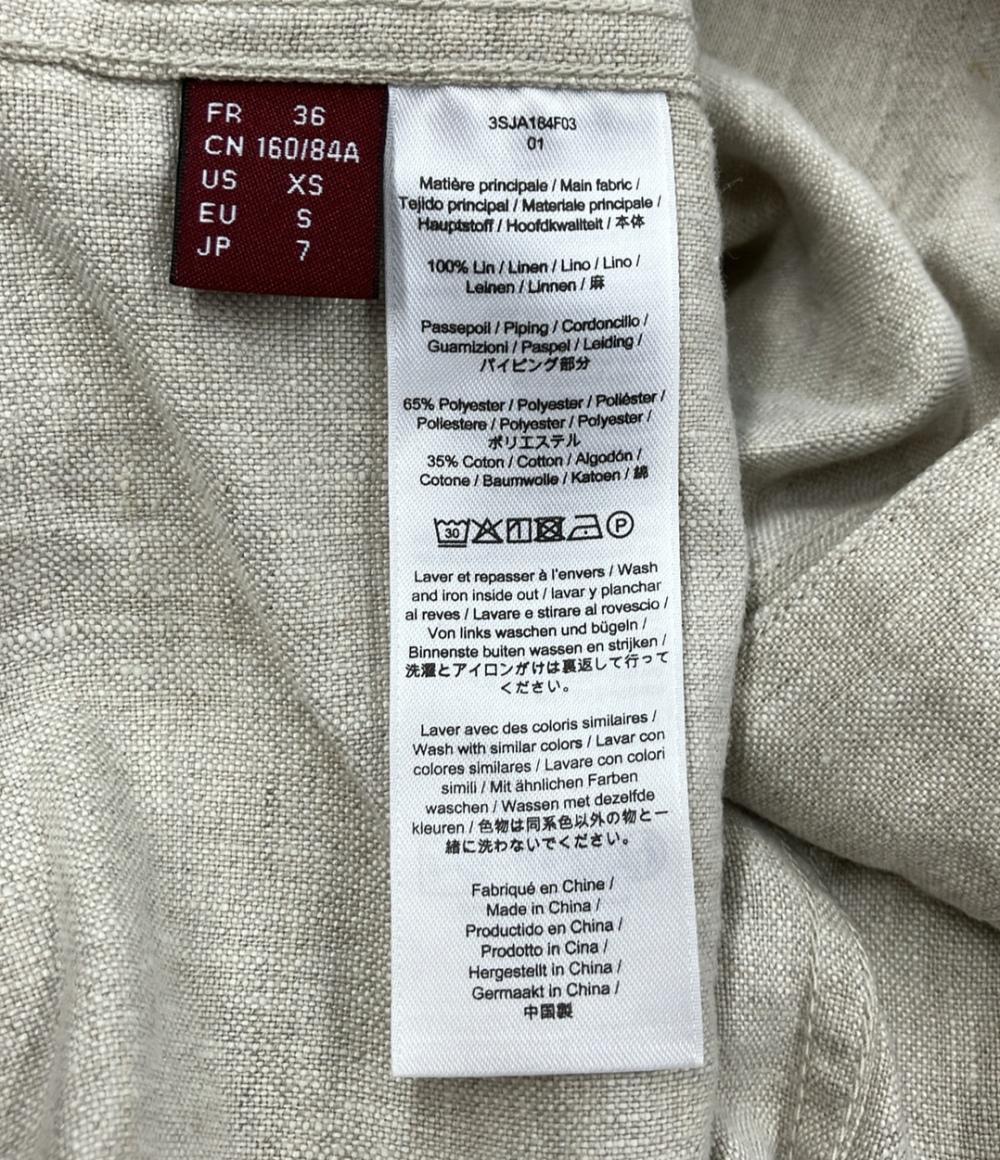 FR 36
CN 160/84A
US XS
EU S
JP 7
3SJA184F03
01
Matière principale / Main fabric /
Tejido principal / Materiale principale /
Hauptstoff / Hoofdkwaliteit / 本体
100% Lin / Linen / Lino / Lino /
Leinen / Linnen / 麻
Passepoil / Piping / Cordoncillo /
Guarnizioni / Paspel / Leiding /
パイピング部分
65% Polyester / Polyester / Poliéster /
Poliestere / Polyester / Polyester /
ポリエステル
35% Coton / Cotton / Algodón /
Cotone / Baumwolle / Katoen / 綿
30 P
Laver et repasser à l'envers / Wash
and iron inside out / lavar y planchar
al reves / Lavare e stirare al rovescio /
Von links waschen und bügeln /
Binnenste buiten wassen en strijken /
洗濯とアイロンがけは裏返して行って
ください。
Laver avec des coloris similaires /
Wash with similar colors / Lavar con
colores similares / Lavare con colori
simili / Mit ähnlichen Farben
waschen / Wassen met dezelfde
kleuren / 色物は同系色以外の物と一
緒に洗わないでください。
Fabriqué en Chine /
Made in China /
Productido en China /
Prodotto in Cina /
Hergestellt in China /
Germaakt in China /
中国製